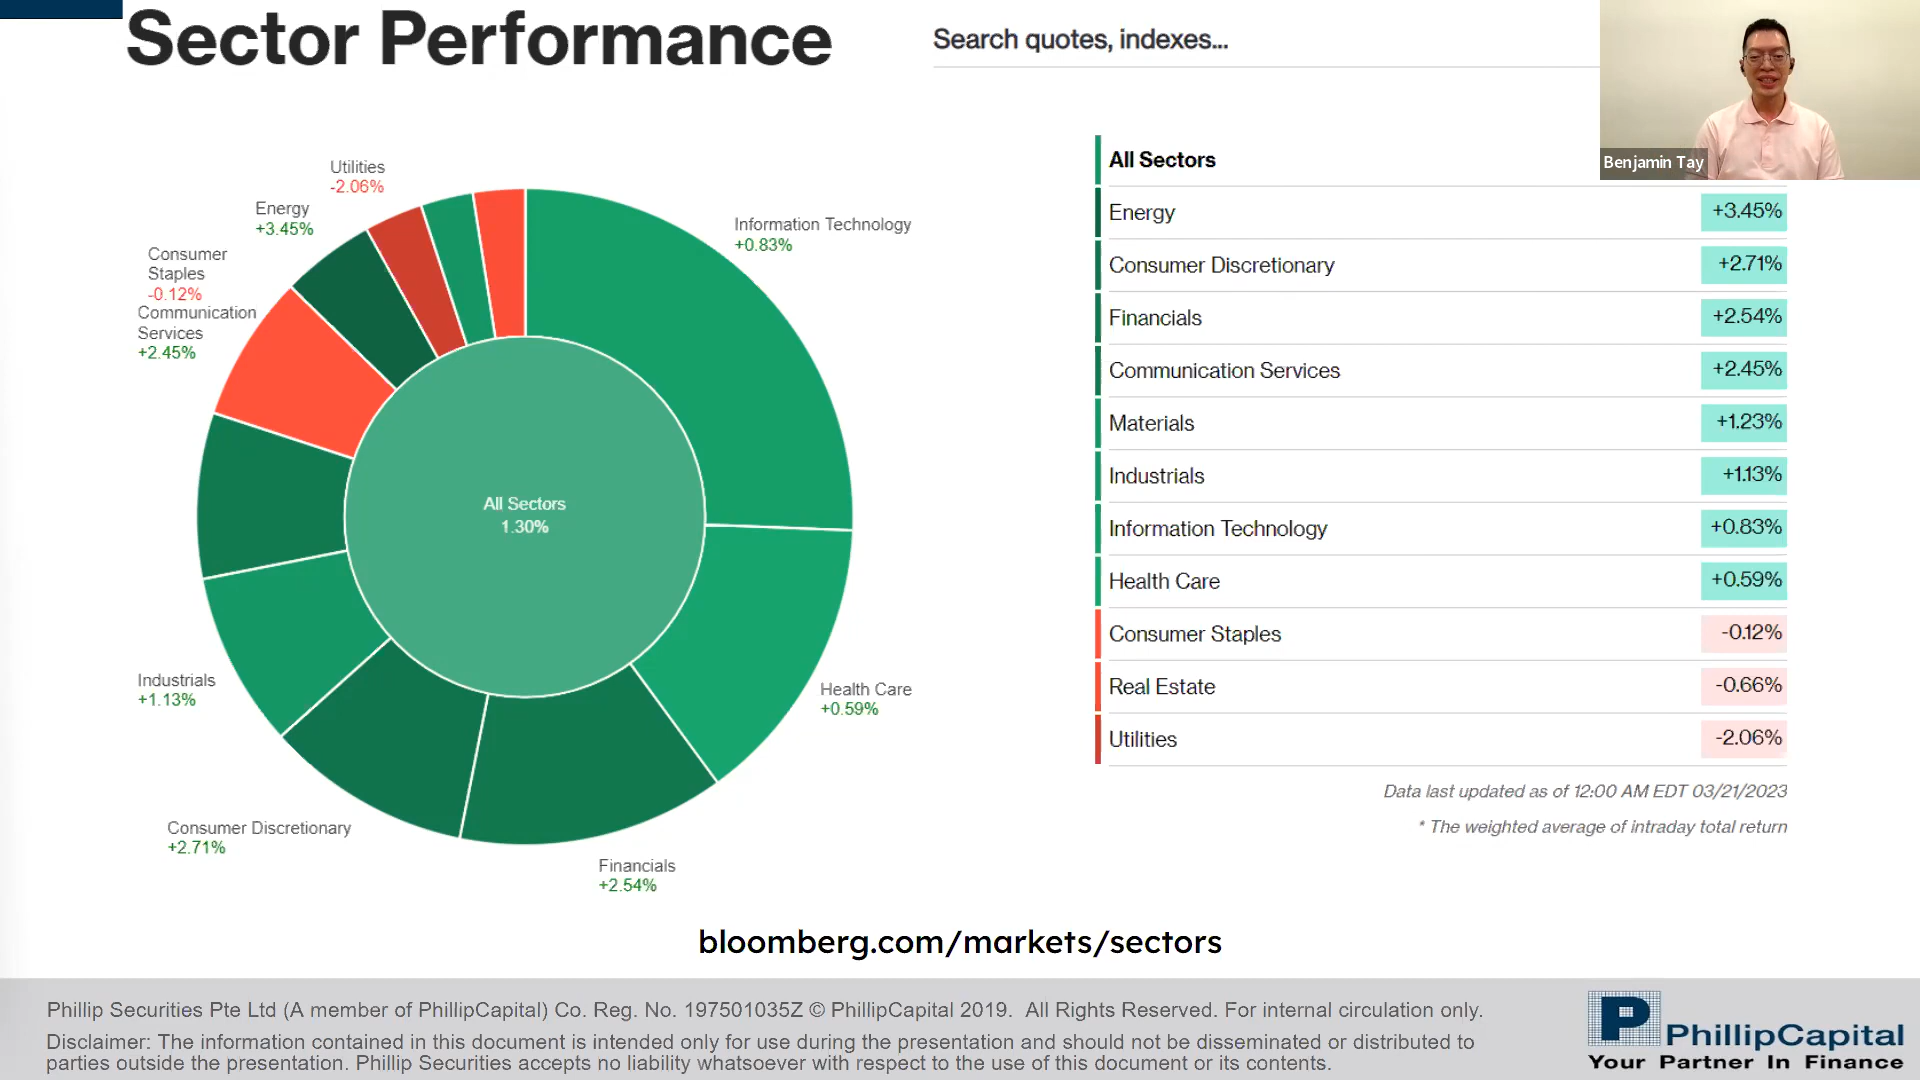 Sector Performance
Search quotes, indexes...
Benjamin Tay
Utilities
-2.06%
Energy
+3.45%
Consumer
Staples
-0.12%
Communication
Services
+2.45%
Information Technology
+0.83%
All Sectors
1.30%
Industrials
+1.13%
Health Care
+0.59%
Consumer Discretionary
+2.71%
Financials
+2.54%
All Sectors
Energy +3.45%
Consumer Discretionary +2.71%
Financials +2.54%
Communication Services +2.45%
Materials +1.23%
Industrials +1.13%
Information Technology +0.83%
Health Care +0.59%
Consumer Staples -0.12%
Real Estate -0.66%
Utilities -2.06%
Data last updated as of 12:00 AM EDT 03/21/2023
* The weighted average of intraday total return
bloomberg.com/markets/sectors
Phillip Securities Pte Ltd (A member of PhillipCapital) Co. Reg. No. 197501035Z © PhillipCapital 2019. All Rights Reserved. For internal circulation only.
Disclaimer: The information contained in this document is intended only for use during the presentation and should not be disseminated or distributed to
parties outside the presentation. Phillip Securities accepts no liability whatsoever with respect to the use of this document or its contents.
P PhillipCapital
Your Partner In Finance